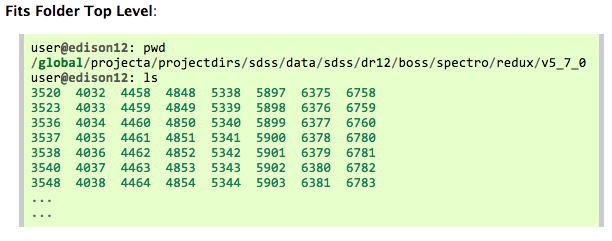 Fits Folder Top Level:
user@edison12: pwd
/global/projecta/projectdirs/sdss/data/sdss/dr12/boss/spectro/redux/v5_7_0
user@edison12: ls
3520 4032 4458 4848 5338 5897 6375 6758
3523 4033 4459 4849 5339 5898 6376 6759
3536 4034 4460 4850 5340 5899 6377 6760
3537 4035 4461 4851 5341 5900 6378 6780
3538 4036 4462 4852 5342 5901 6379 6781
3540 4037 4463 4853 5343 5902 6380 6782
3548 4038 4464 4854 5344 5903 6381 6783
...
...